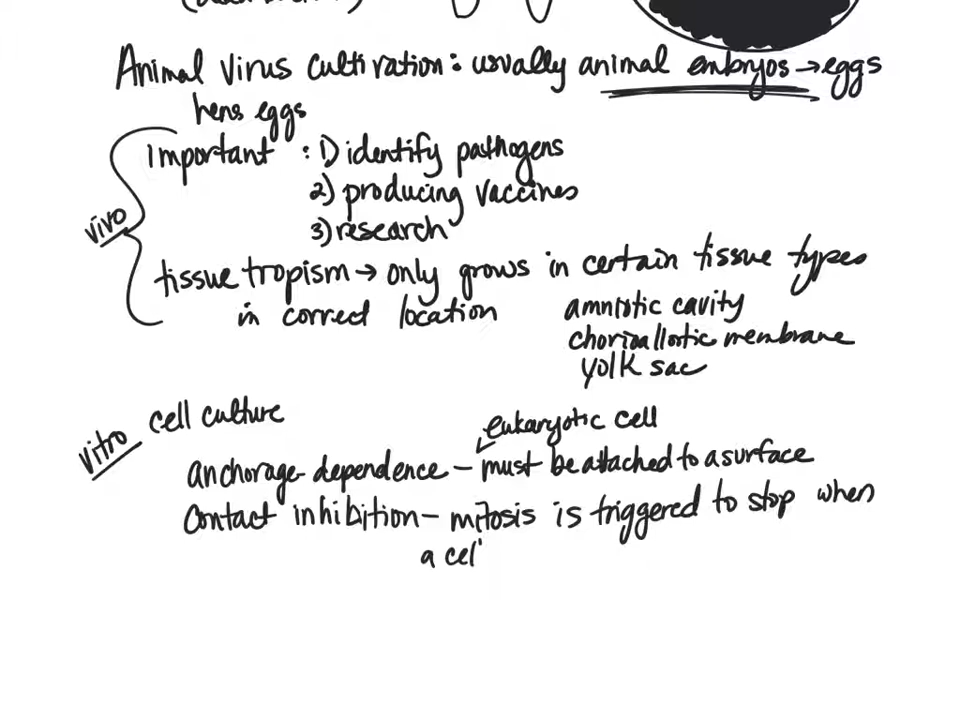 Animal virus cultivation: usually animal embryos → eggs
hens eggs
important : 1) identify pathogens
2) producing vaccines
3) research
vivo
tissue tropism → only grows in certain tissue types
in correct location
amniotic cavity
chorioallontic membrane
yolk sac
vitro cell culture
eukaryotic cell
anchorage-dependence - must be attached to a surface
contact inhibition - mitosis is triggered to stop when
a cel